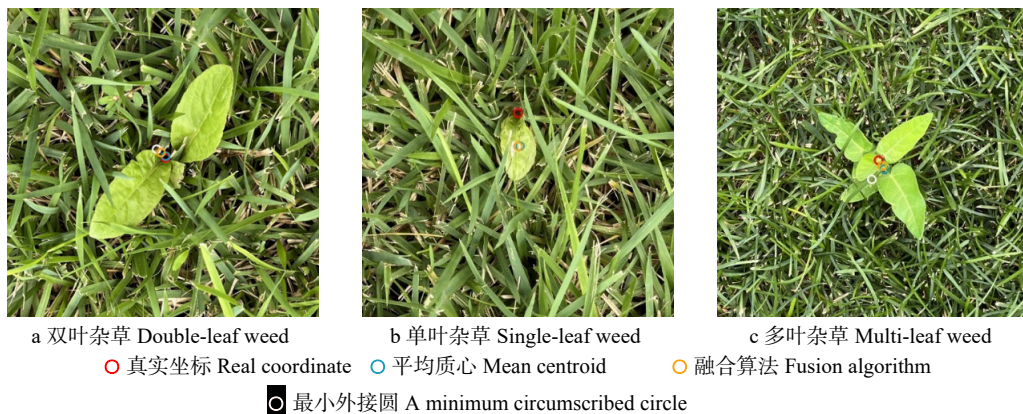 a 双叶杂草 Double-leaf weed
b 单叶杂草 Single-leaf weed
c 多叶杂草 Multi-leaf weed
真实坐标 Real coordinate
平均质心 Mean centroid
融合算法 Fusion algorithm
最小外接圆 A minimum circumscribed circle